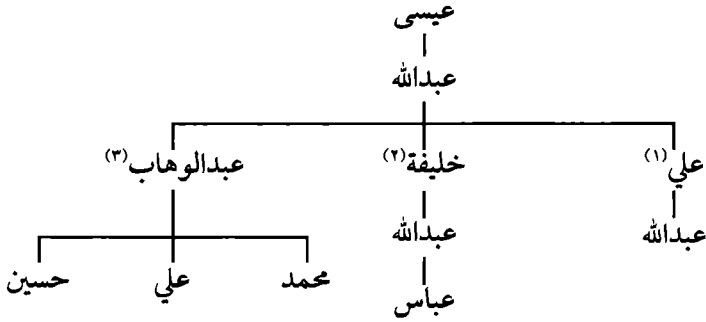 عيسى
عبدالله
علي(١) خليفة(٢) عبدالوهاب(٣)
عبدالله عبدالله
محمد علي حسين
عباس